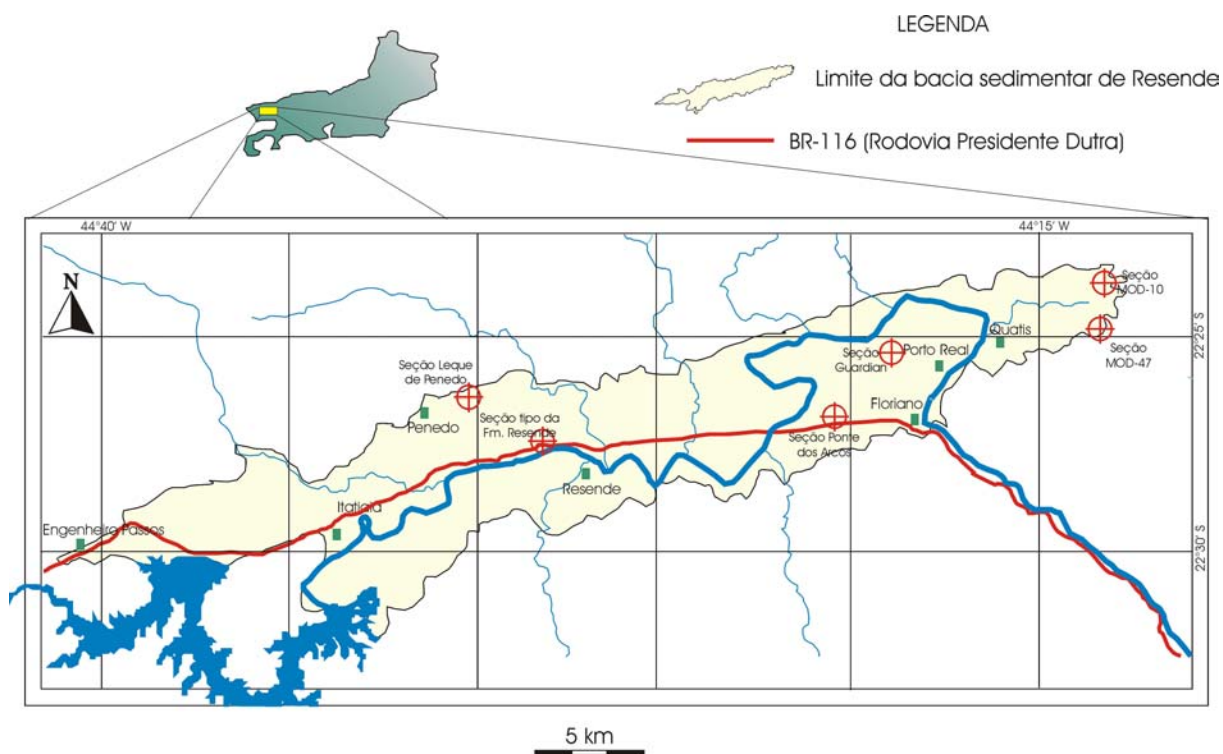 LEGENDA
Limite da bacia sedimentar de Resende
BR-116 (Rodovia Presidente Dutra)
44°40' W
44°15' W
N
Seção
MOD-10
22°25' S
Quatis
Seção
MOD-47
Seção
Guardian
Porto Real
Seção Leque
de Penedo
Penedo
Seção tipo da
Fm. Resende
Floriano
Seção Ponte
dos Arcos
Resende
Itatiaia
Engenheiro Passos
22°30' S
5 km